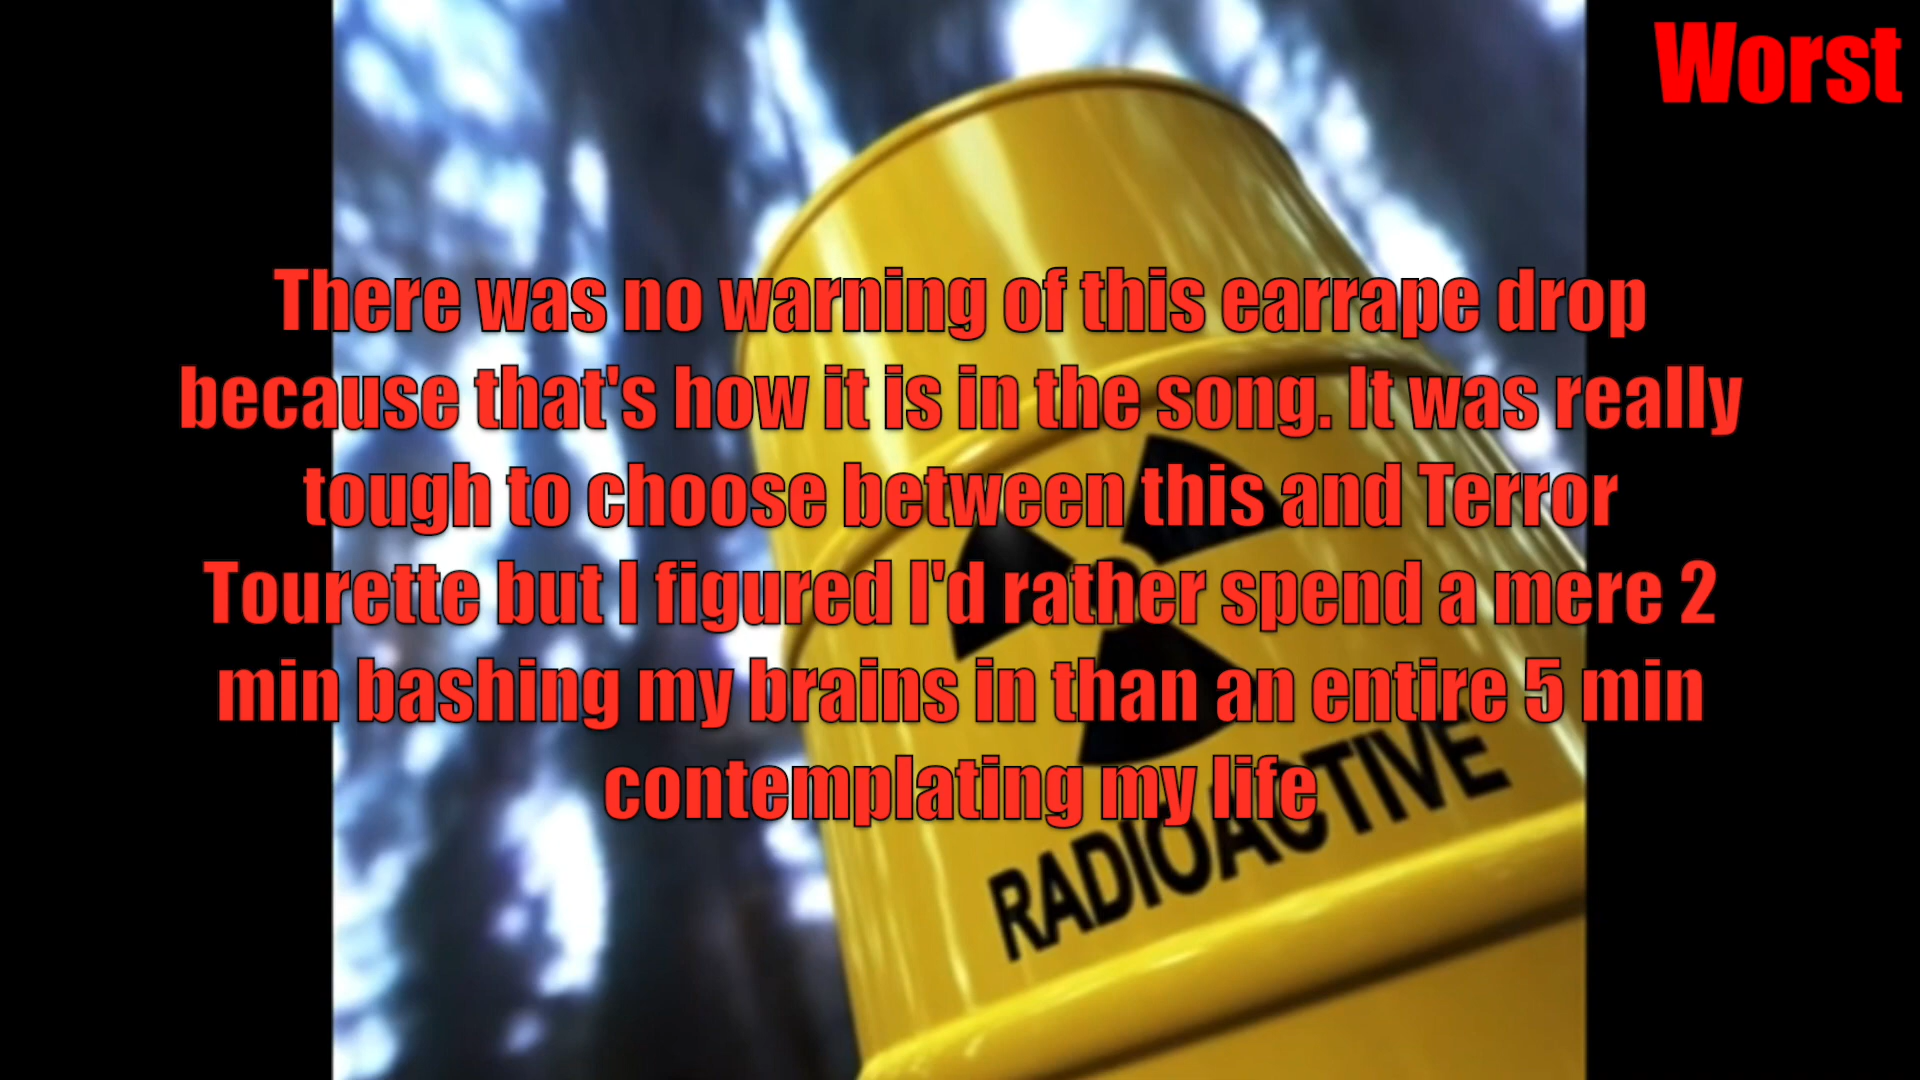 Worst
There was no warning of this earrape drop
because that's how it is in the song. It was really
tough to choose between this and Terror
Tourette but I figured I'd rather spend a mere 2
min bashing my brains in than an entire 5 min
contemplating my life
RADIOACTIVE